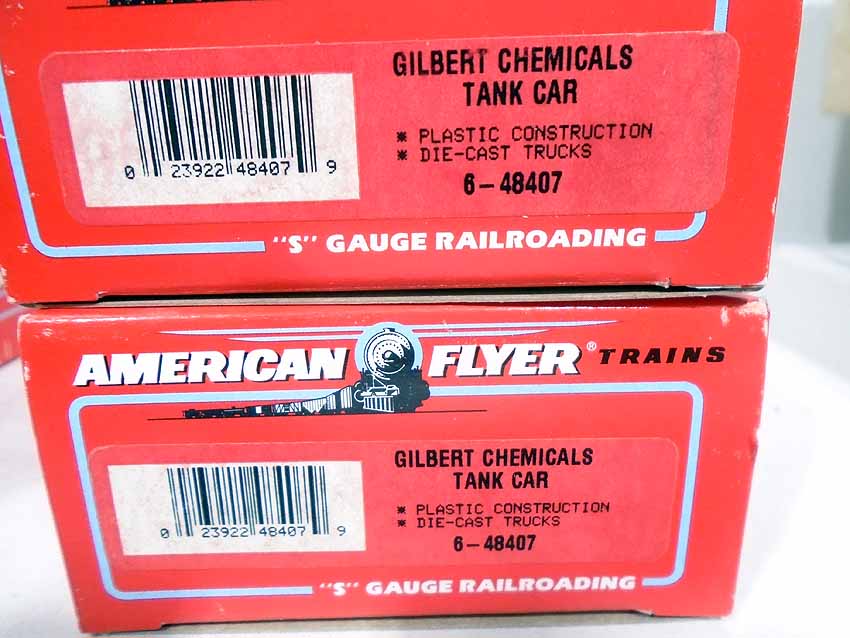 GILBERT CHEMICALS
TANK CAR
* PLASTIC CONSTRUCTION
* DIE-CAST TRUCKS
6-48407
0 23922 48407 9
"S" GAUGE RAILROADING
AMERICAN FLYER® TRAINS
GILBERT CHEMICALS
TANK CAR
* PLASTIC CONSTRUCTION
* DIE-CAST TRUCKS
6-48407
0 23922 48407 9
"S" GAUGE RAILROADING